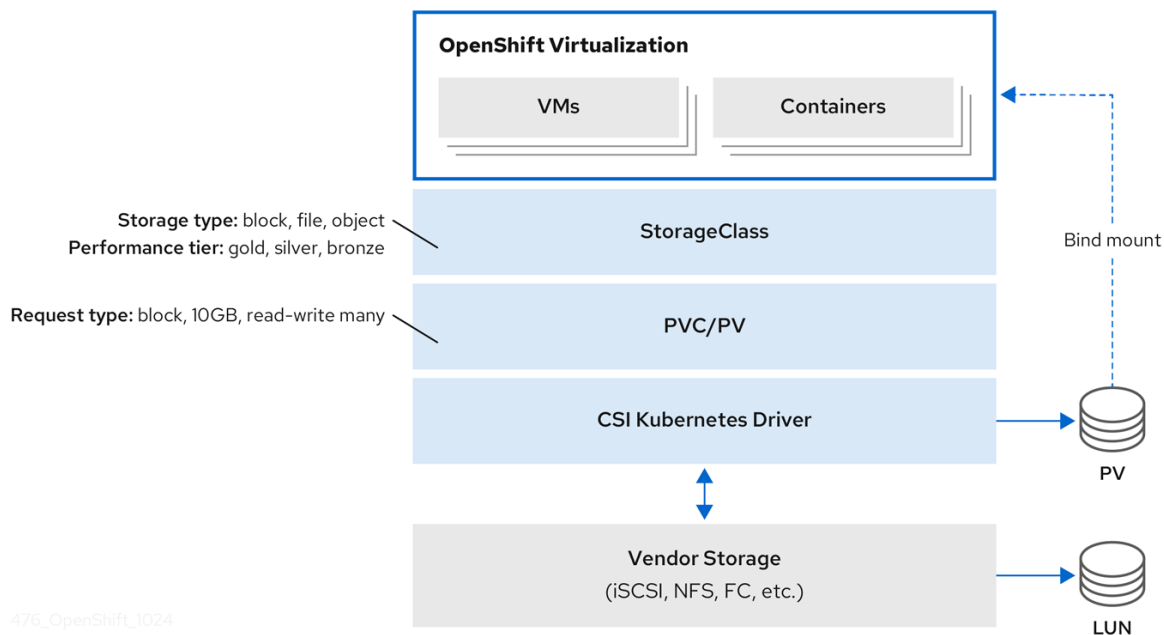 OpenShift Virtualization
VMs
Containers
Storage type: block, file, object
Performance tier: gold, silver, bronze
StorageClass
Bind mount
Request type: block, 10GB, read-write many
PVC/PV
CSI Kubernetes Driver
PV
Vendor Storage
(iSCSI, NFS, FC, etc.)
LUN
476_OpenShift_1024